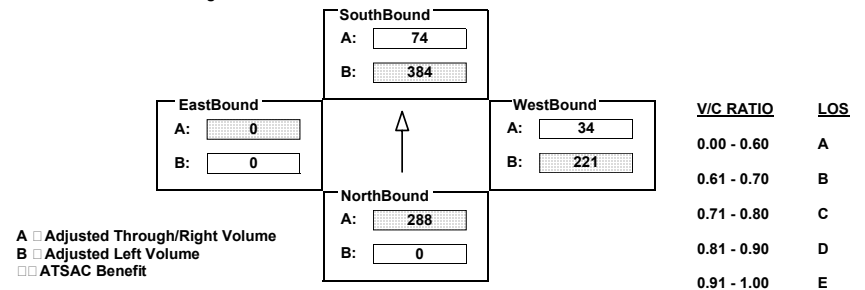 SouthBound
A: 74
B: 384
EastBound
A: 0
B: 0
WestBound
A: 34
B: 221
NorthBound
A: 288
B: 0
A □ Adjusted Through/Right Volume
B □ Adjusted Left Volume
□□ ATSAC Benefit
V/C RATIO LOS
0.00 - 0.60 A
0.61 - 0.70 B
0.71 - 0.80 C
0.81 - 0.90 D
0.91 - 1.00 E